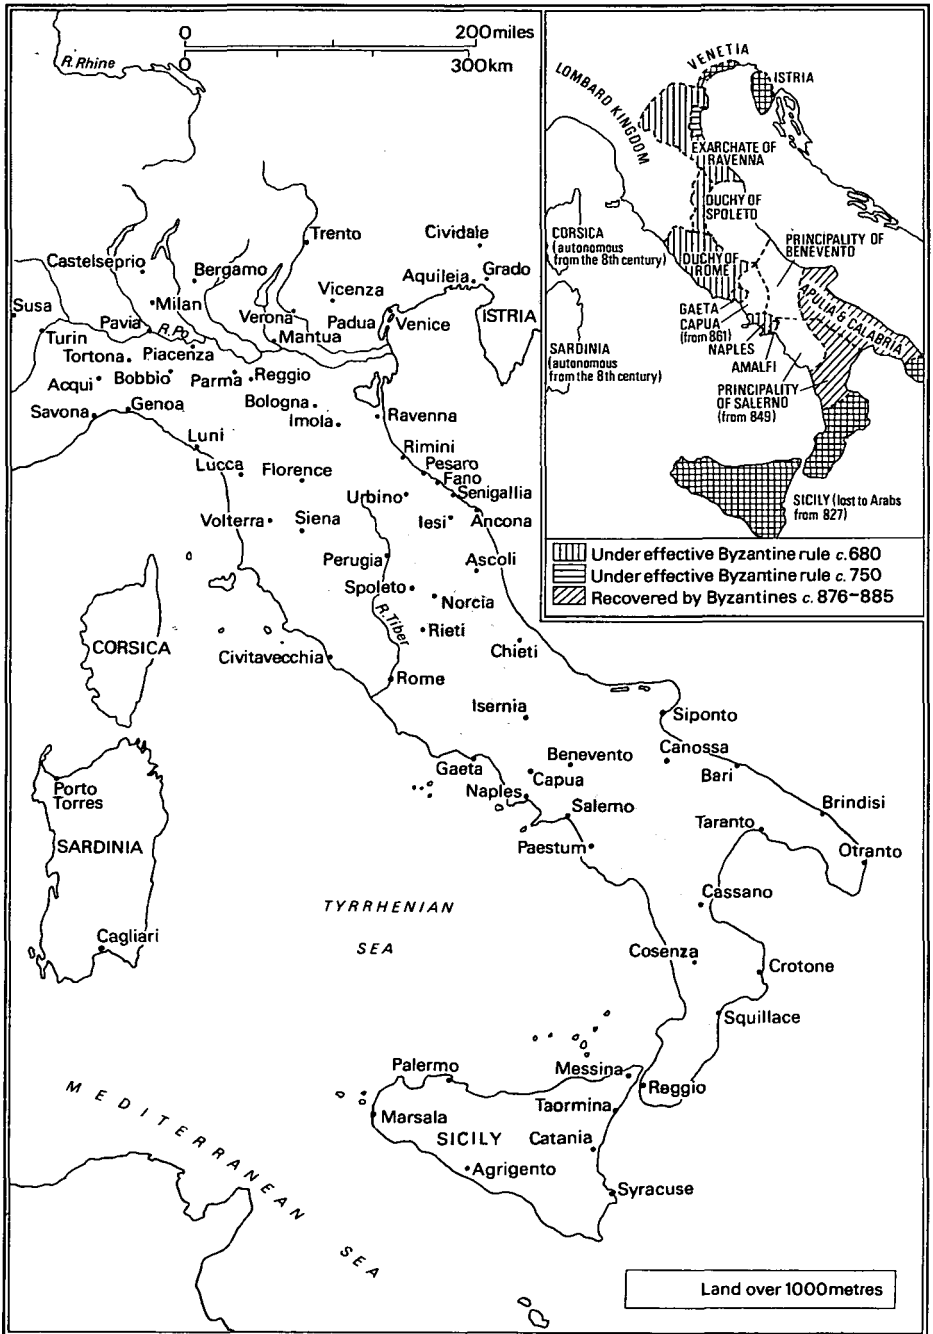 0 200 miles
0 300km
R. Rhine
Trento
Cividale
Castelseprio
Bergamo
Aquileia
Grado
Vicenza
Susa
Milan
Verona
Padua
Venice
ISTRIA
Turin
Pavia
R. Po
Mantua
Tortona
Piacenza
Acqui
Bobbio
Parma
Reggio
Savona
Genoa
Bologna
Imola
Ravenna
Luni
Rimini
Lucca
Florence
Pesaro
Fano
Urbino
Senigallia
Volterra
Siena
Iesi
Ancona
Perugia
Ascoli
Spoleto
Norcia
R. Tiber
Rieti
CORSICA
Civitavecchia
Chieti
Rome
Isernia
Siponto
Canossa
Gaeta
Benevento
Bari
Capua
Porto
Torres
Naples
Salerno
Brindisi
Taranto
SARDINIA
Paestum
Otranto
Cassano
TYRRHENIAN
SEA
Cagliari
Cosenza
Crotone
Squillace
Palermo
Messina
Reggio
Marsala
Taormina
SICILY
Catania
Agrigento
Syracuse
MEDITERRANEAN
SEA
Land over 1000 metres
VENETIA
ISTRIA
LOMBARD KINGDOM
EXARCHATE OF
RAVENNA
DUCHY OF
SPOLETO
CORSICA
(autonomous
from the 8th century)
DUCHY OF
ROME
PRINCIPALITY OF
BENEVENTO
APULIA & CALABRIA
GAETA
CAPUA
(from 861)
NAPLES
AMALFI
SARDINIA
(autonomous
from the 8th century)
PRINCIPALITY
OF SALERNO
(from 849)
SICILY (lost to Arabs
from 827)
Under effective Byzantine rule c. 680
Under effective Byzantine rule c. 750
Recovered by Byzantines c. 876-885